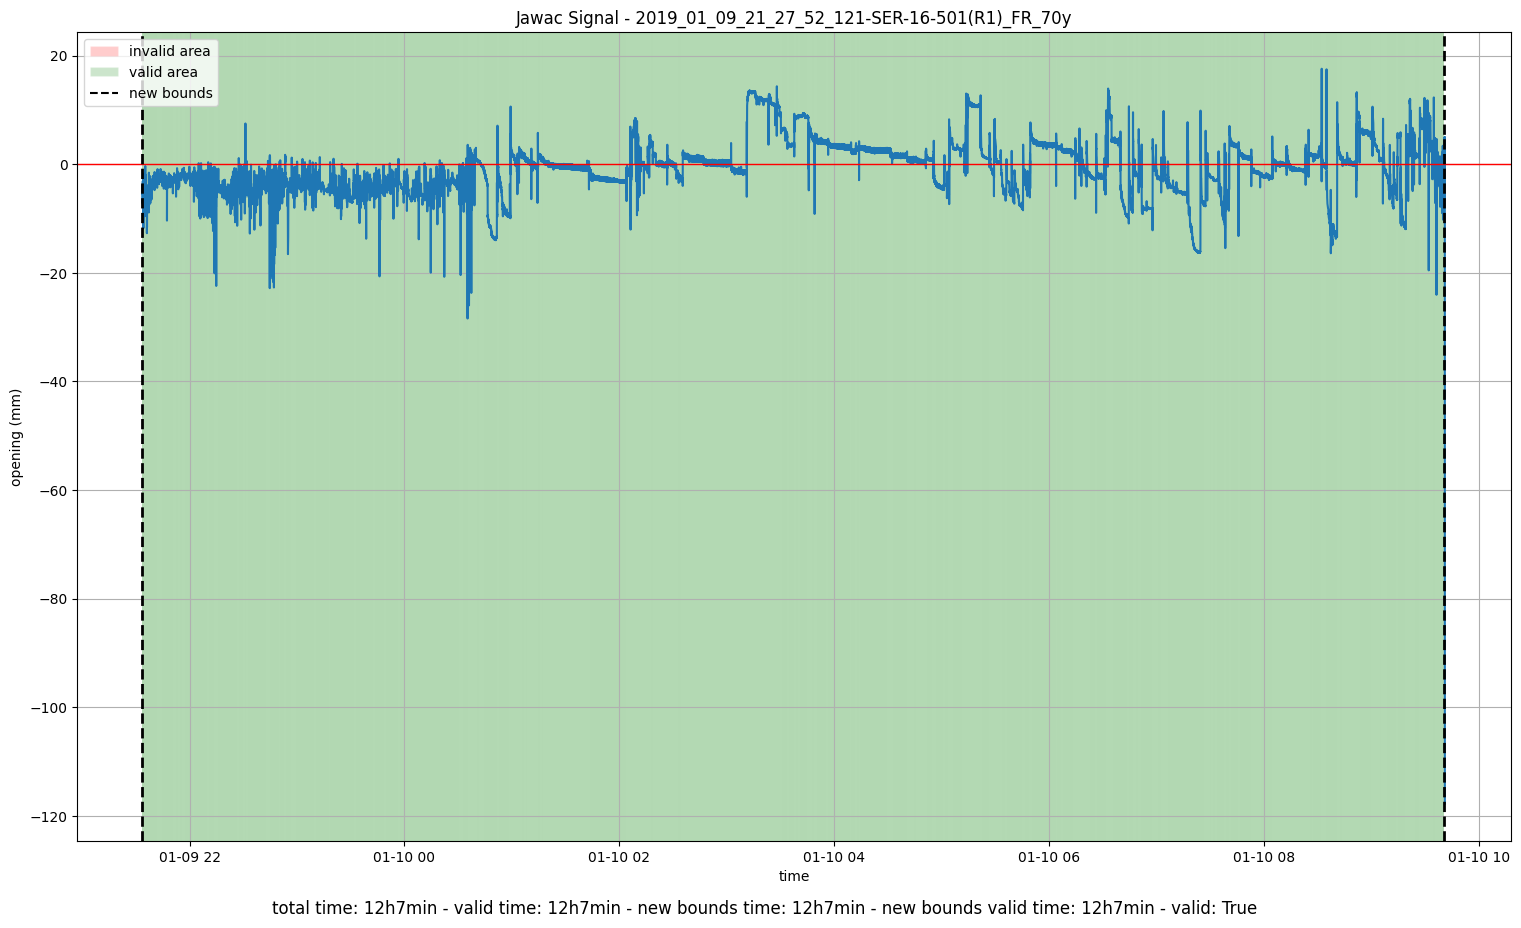 Jawac Signal - 2019_01_09_21_27_52_121-SER-16-501(R1)_FR_70y
invalid area
valid area
new bounds
20
0
−20
−40
−60
−80
−100
−120
opening (mm)
01-09 22
01-10 00
01-10 02
01-10 04
01-10 06
01-10 08
01-10 10
time
total time: 12h7min - valid time: 12h7min - new bounds time: 12h7min - new bounds valid time: 12h7min - valid: True